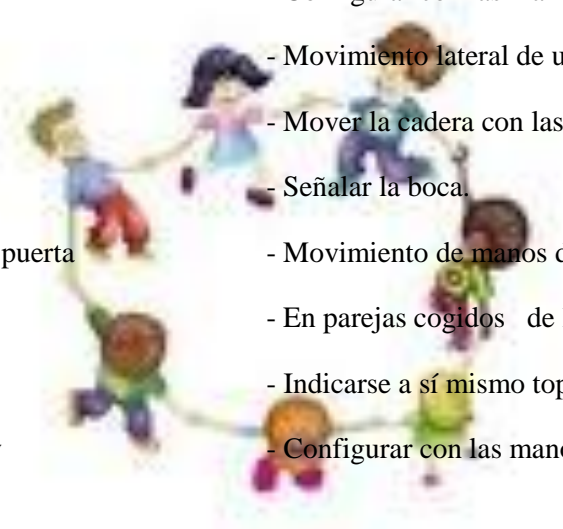 - Movimiento lateral de u
- Mover la cadera con las
- Señalar la boca.
puerta - Movimiento de manos
- En parejas cogidos de
- Indicarse a sí mismo to
- Configurar con las mano